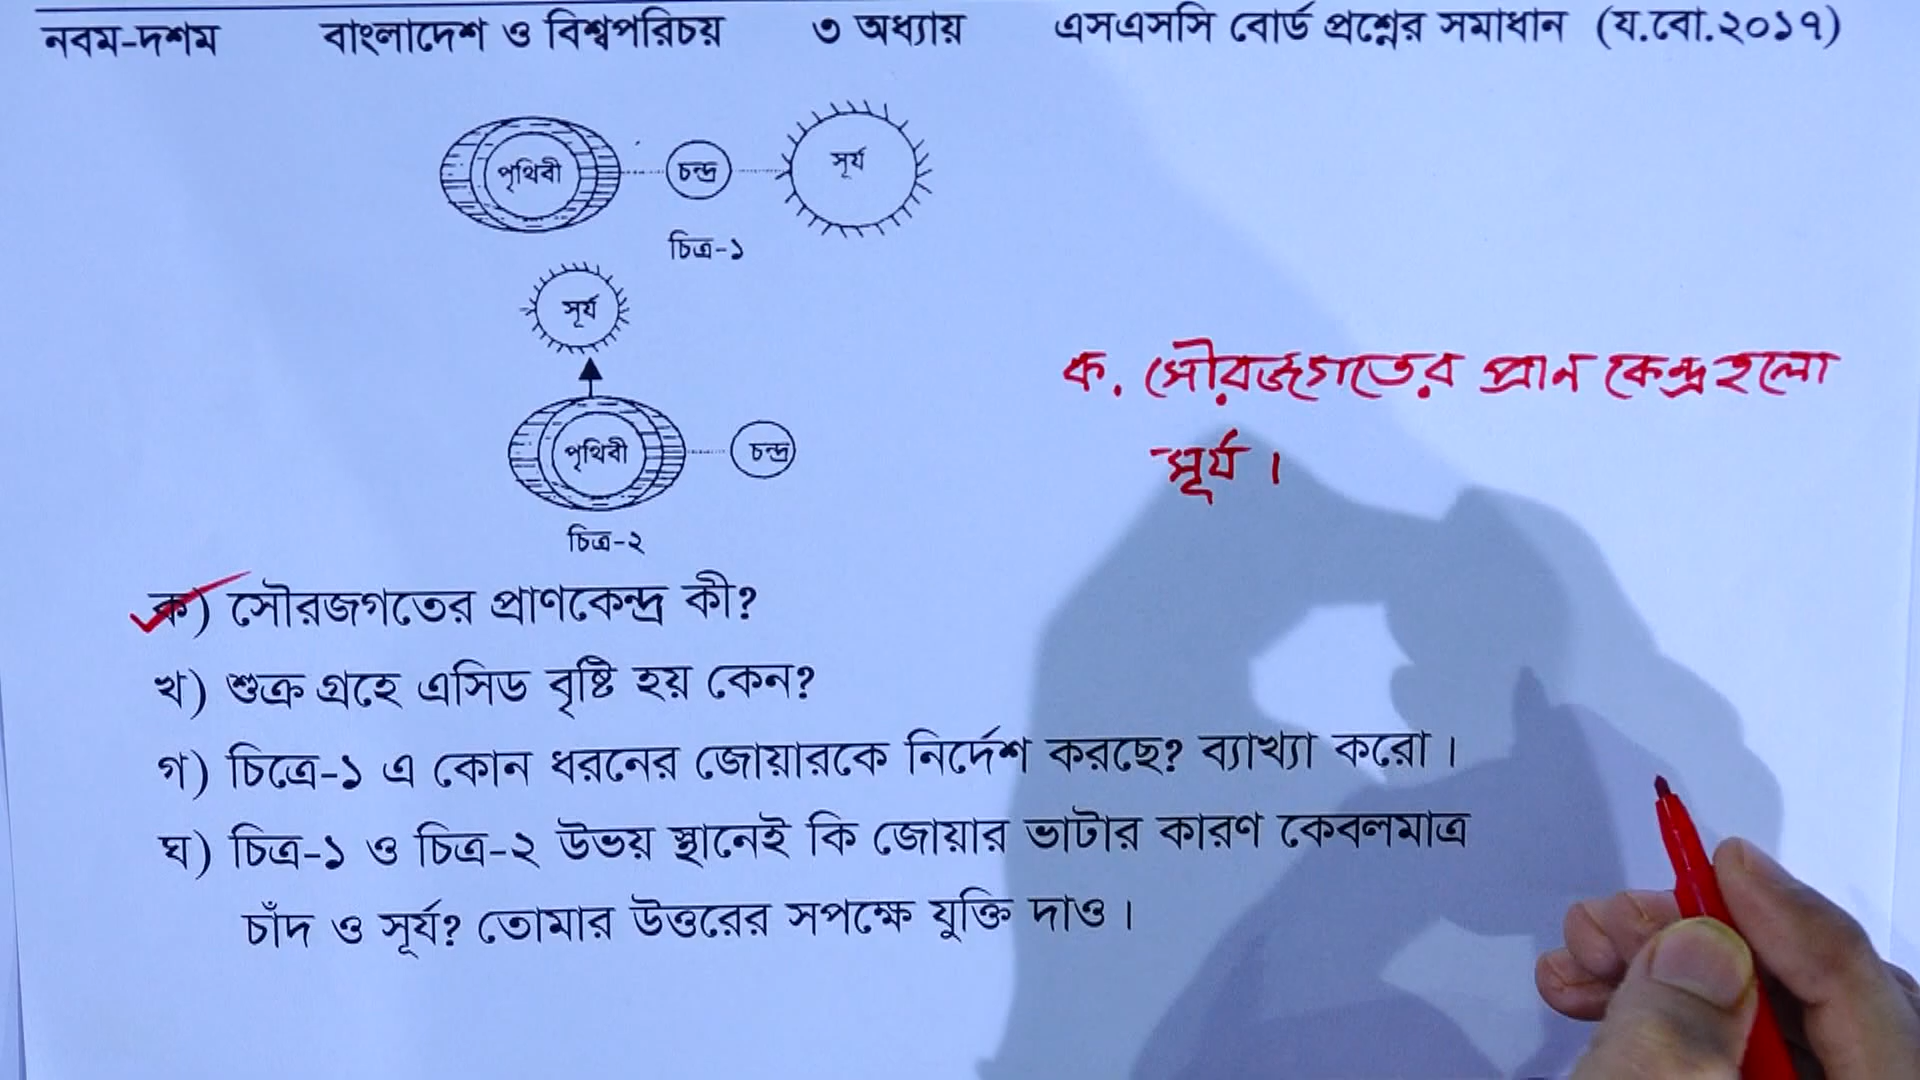 নবম-দশম বাংলাদেশ ও বিশ্বপরিচয় ৩ অধ্যায় এসএসসি বোর্ড প্রশ্নের সমাধান (য.বো.২০১৭)
পৃথিবী চন্দ্র সূর্য
চিত্র-১
সূর্য
পৃথিবী চন্দ্র
চিত্র-২
ক. সৌরজগতের প্রান কেন্দ্র হলো
সূর্য।
ক) সৌরজগতের প্রাণকেন্দ্র কী?
খ) শুক্র গ্রহে এসিড বৃষ্টি হয় কেন?
গ) চিত্রে-১ এ কোন ধরনের জোয়ারকে নির্দেশ করছে? ব্যাখ্যা করো।
ঘ) চিত্র-১ ও চিত্র-২ উভয় স্থানেই কি জোয়ার ভাটার কারণ কেবলমাত্র
চাঁদ ও সূর্য? তোমার উত্তরের সপক্ষে যুক্তি দাও।